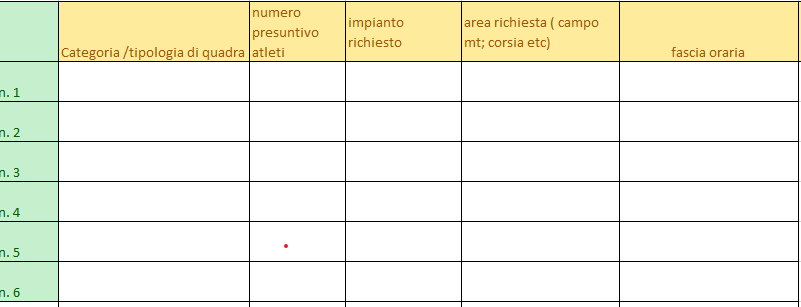 numero
presuntivo
atleti
impianto
richiesto
area richiesta ( campo
mt; corsia etc)
Categoria /tipologia di quadra
fascia oraria
n. 1
n. 2
n. 3
n. 4
n. 5
n. 6